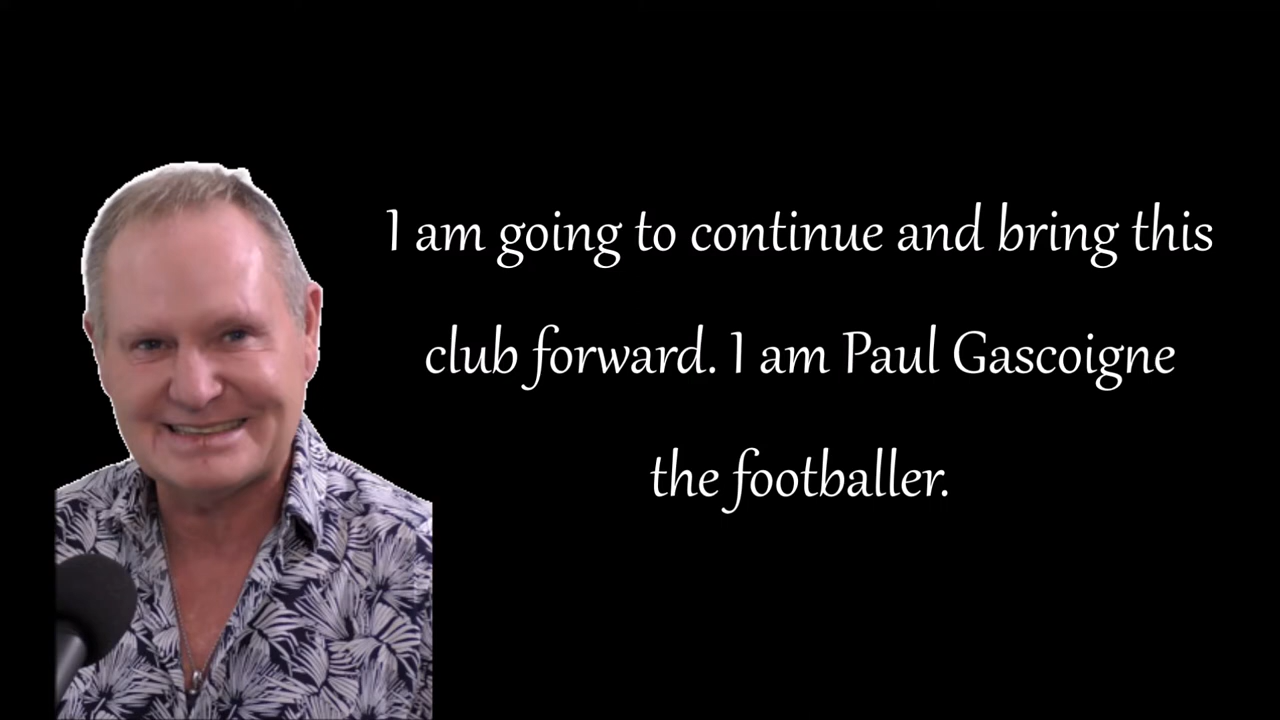 I am going to continue and bring this
club forward. I am Paul Gascoigne
the footballer.